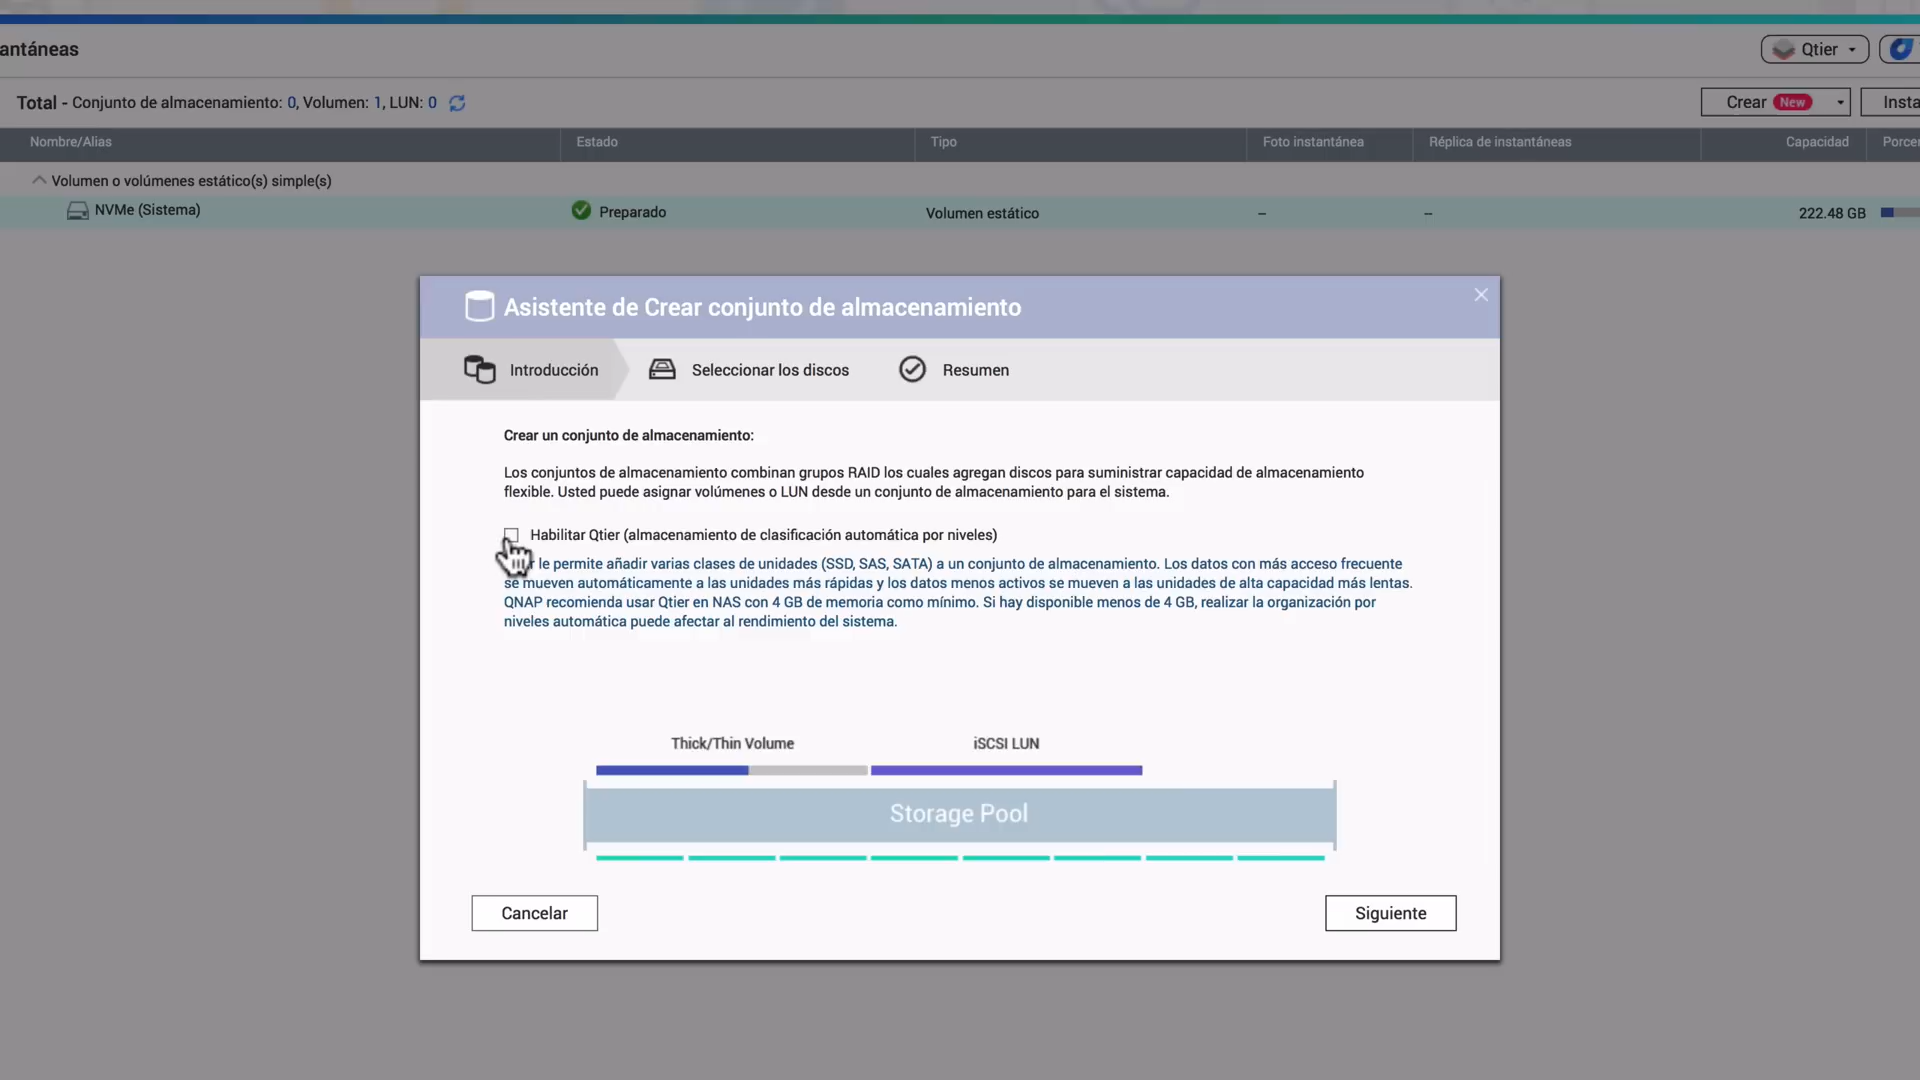 antáneas
Qtier
Total - Conjunto de almacenamiento: 0, Volumen: 1, LUN: 0
Crear New
Insta
Nombre/Alias Estado Tipo Foto instantánea Réplica de instantáneas Capacidad Porcer
Volumen o volúmenes estático(s) simple(s)
NVMe (Sistema) Preparado Volumen estático -- -- 222.48 GB
Asistente de Crear conjunto de almacenamiento
Introducción Seleccionar los discos Resumen
Crear un conjunto de almacenamiento:
Los conjuntos de almacenamiento combinan grupos RAID los cuales agregan discos para suministrar capacidad de almacenamiento
flexible. Usted puede asignar volúmenes o LUN desde un conjunto de almacenamiento para el sistema.
Habilitar Qtier (almacenamiento de clasificación automática por niveles)
le permite añadir varias clases de unidades (SSD, SAS, SATA) a un conjunto de almacenamiento. Los datos con más acceso frecuente
se mueven automáticamente a las unidades más rápidas y los datos menos activos se mueven a las unidades de alta capacidad más lentas.
QNAP recomienda usar Qtier en NAS con 4 GB de memoria como mínimo. Si hay disponible menos de 4 GB, realizar la organización por
niveles automática puede afectar al rendimiento del sistema.
Thick/Thin Volume iSCSI LUN
Storage Pool
Cancelar Siguiente